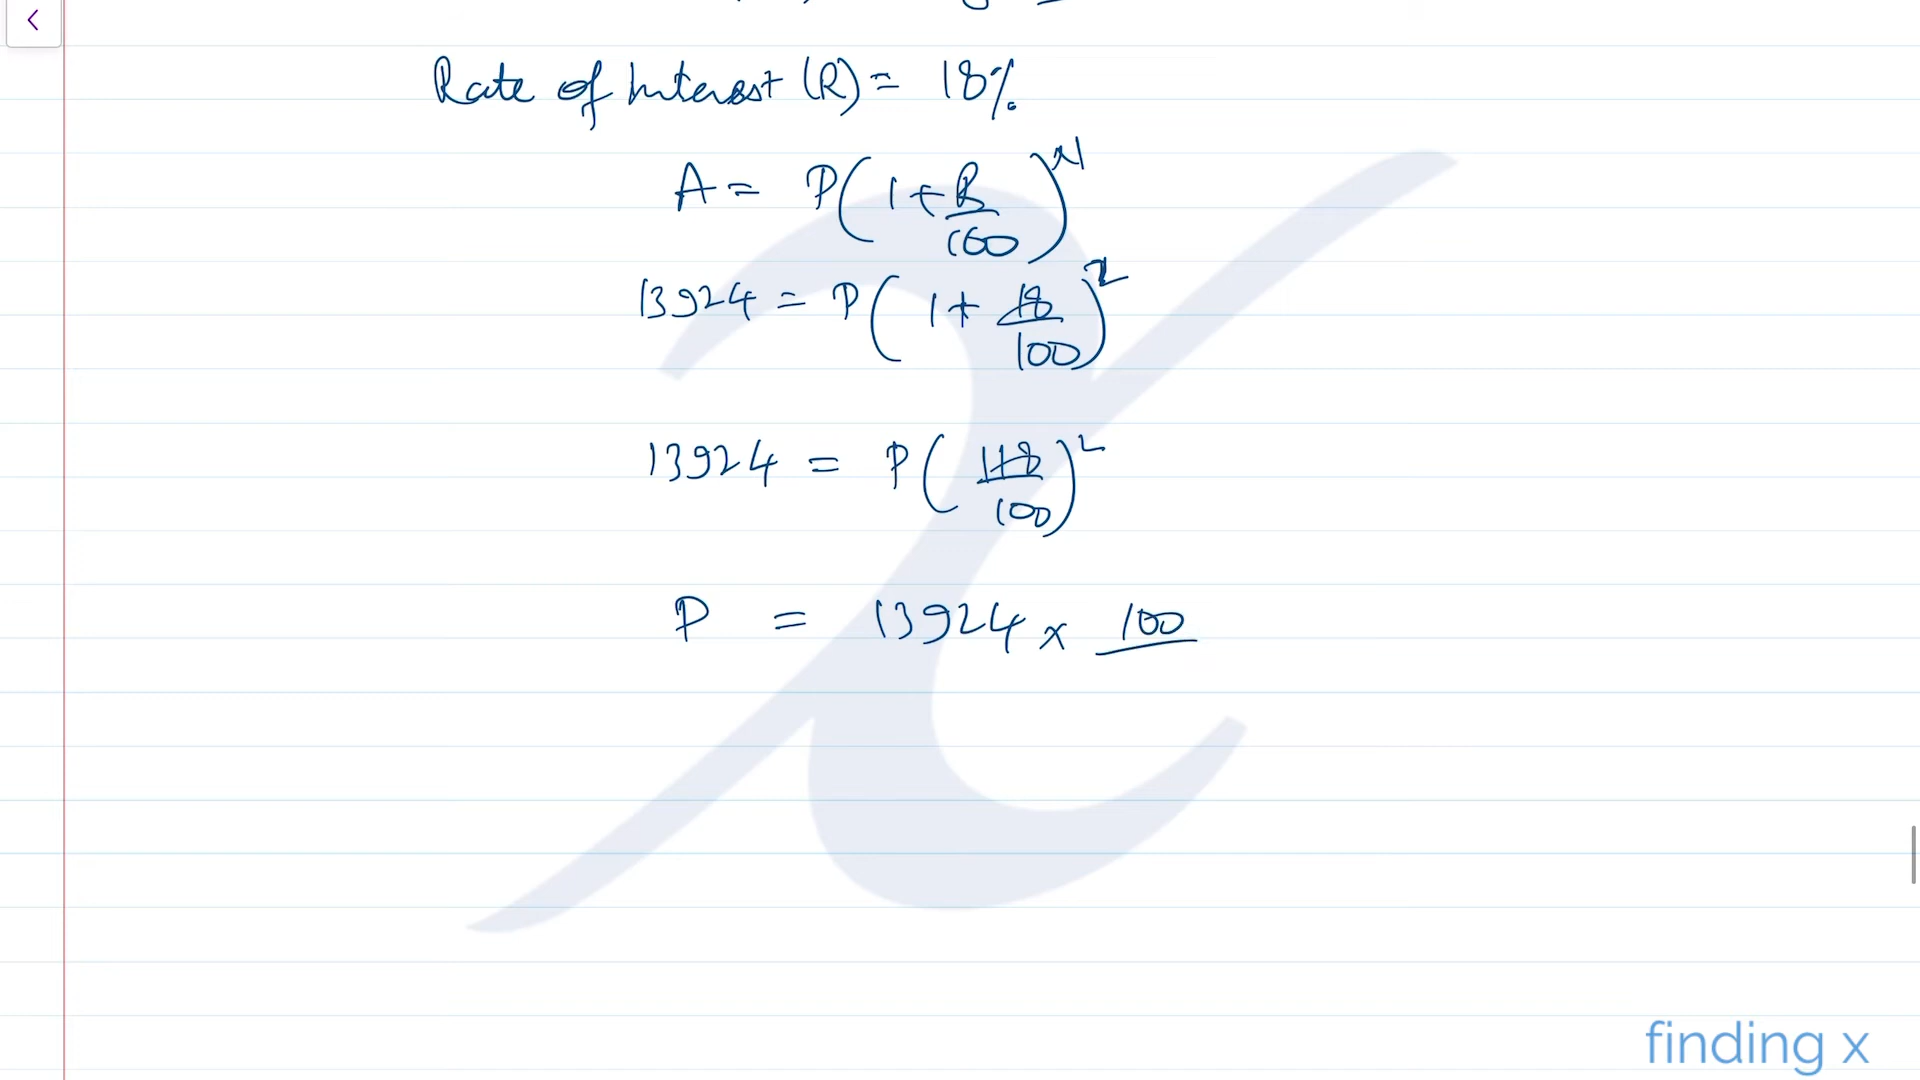 Rate of Interest (R) = 18%
A = P(1+R/100)^N
13924 = P(1+18/100)^2
13924 = P(118/100)^2
P = 13924 x 100/
finding x